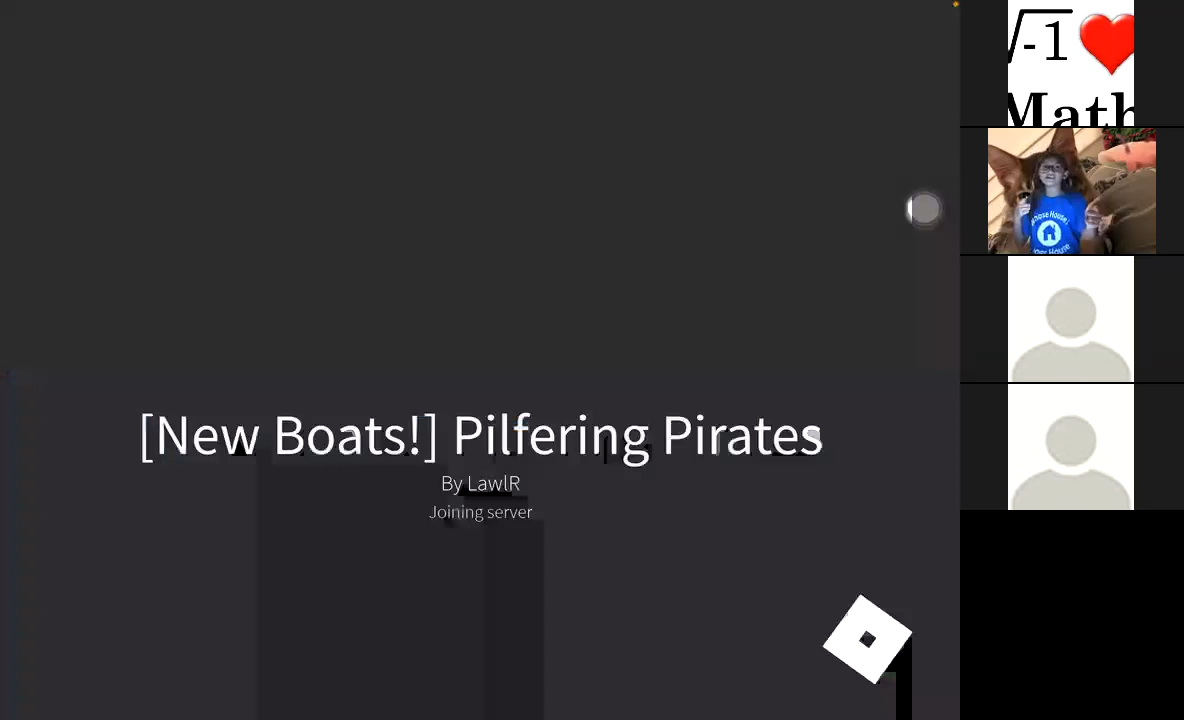 [New Boats!] Pilfering Pirates
By LawlR
Joining server
√-1
Math